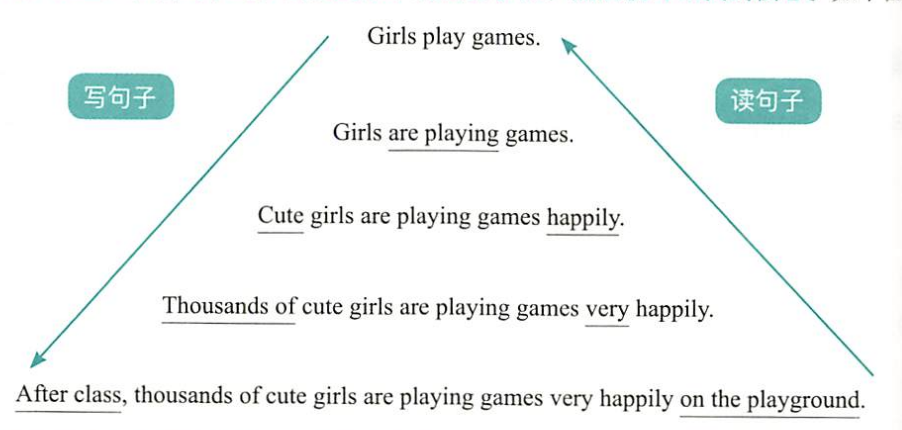 Girls play games.
写句子
读句子
Girls are playing games.
Cute girls are playing games happily.
Thousands of cute girls are playing games very happily.
After class, thousands of cute girls are playing games very happily on the playground.